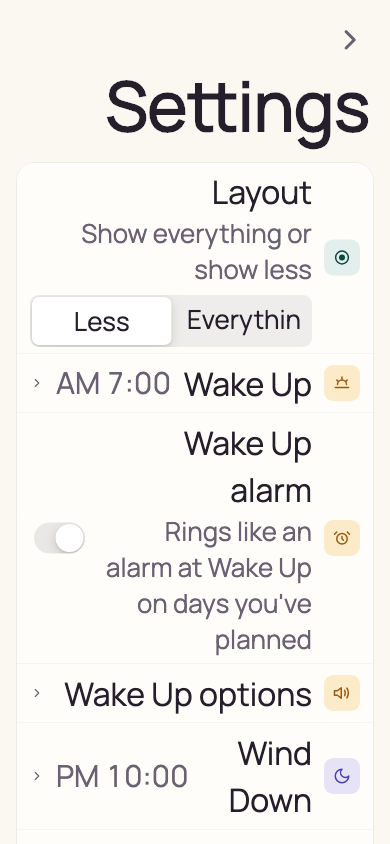 Settings
Layout
Show everything or
show less
Less
Everythin
Wake Up
AM 7:00
Wake Up
alarm
Rings like an
alarm at Wake Up
on days you've
planned
Wake Up options
Wind
Down
PM 10:00